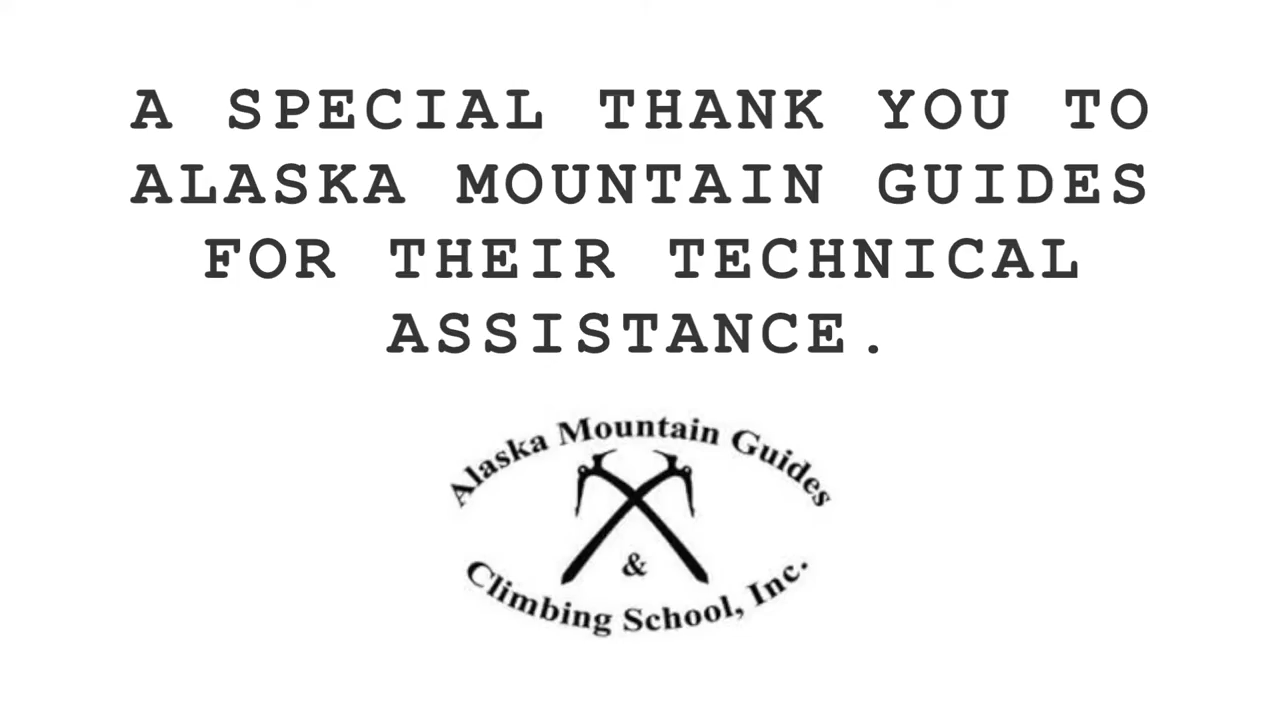 A SPECIAL THANK YOU TO
ALASKA MOUNTAIN GUIDES
FOR THEIR TECHNICAL
ASSISTANCE.
Alaska Mountain Guides
&
Climbing School, Inc.